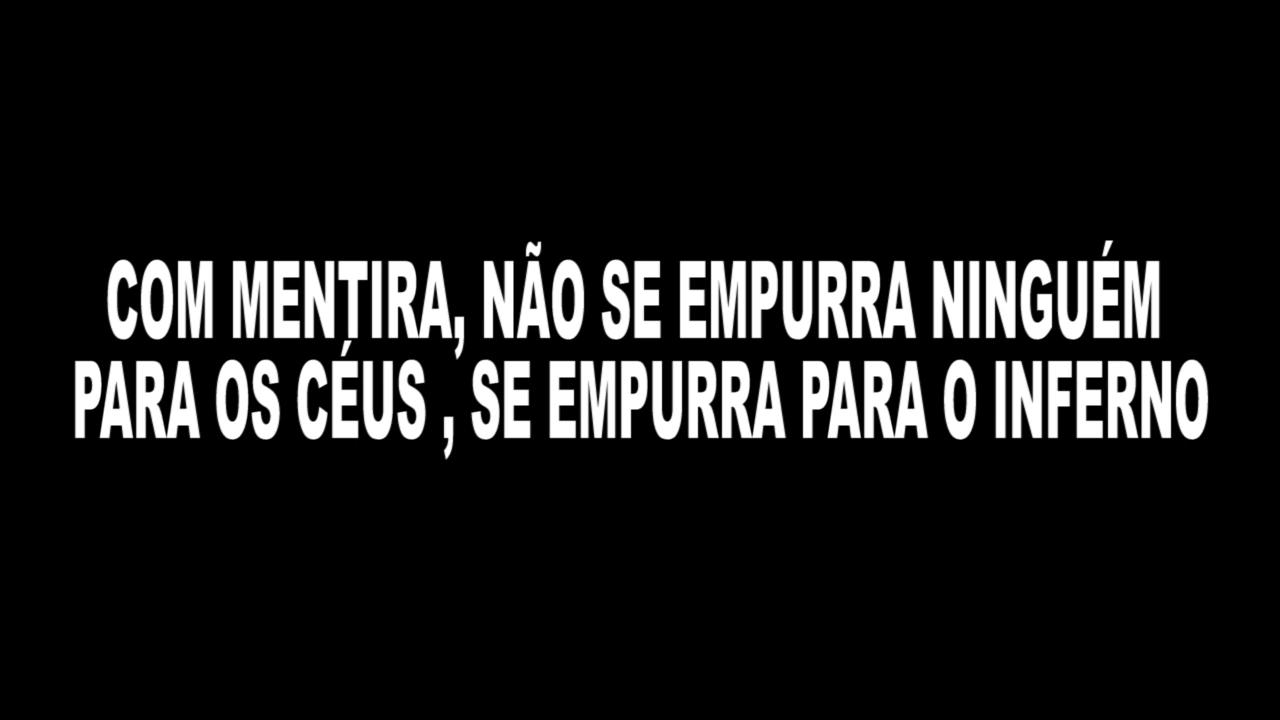 COM MENTIRA, NÃO SE EMPURRA NINGUÉM
PARA OS CÉUS , SE EMPURRA PARA O INFERNO